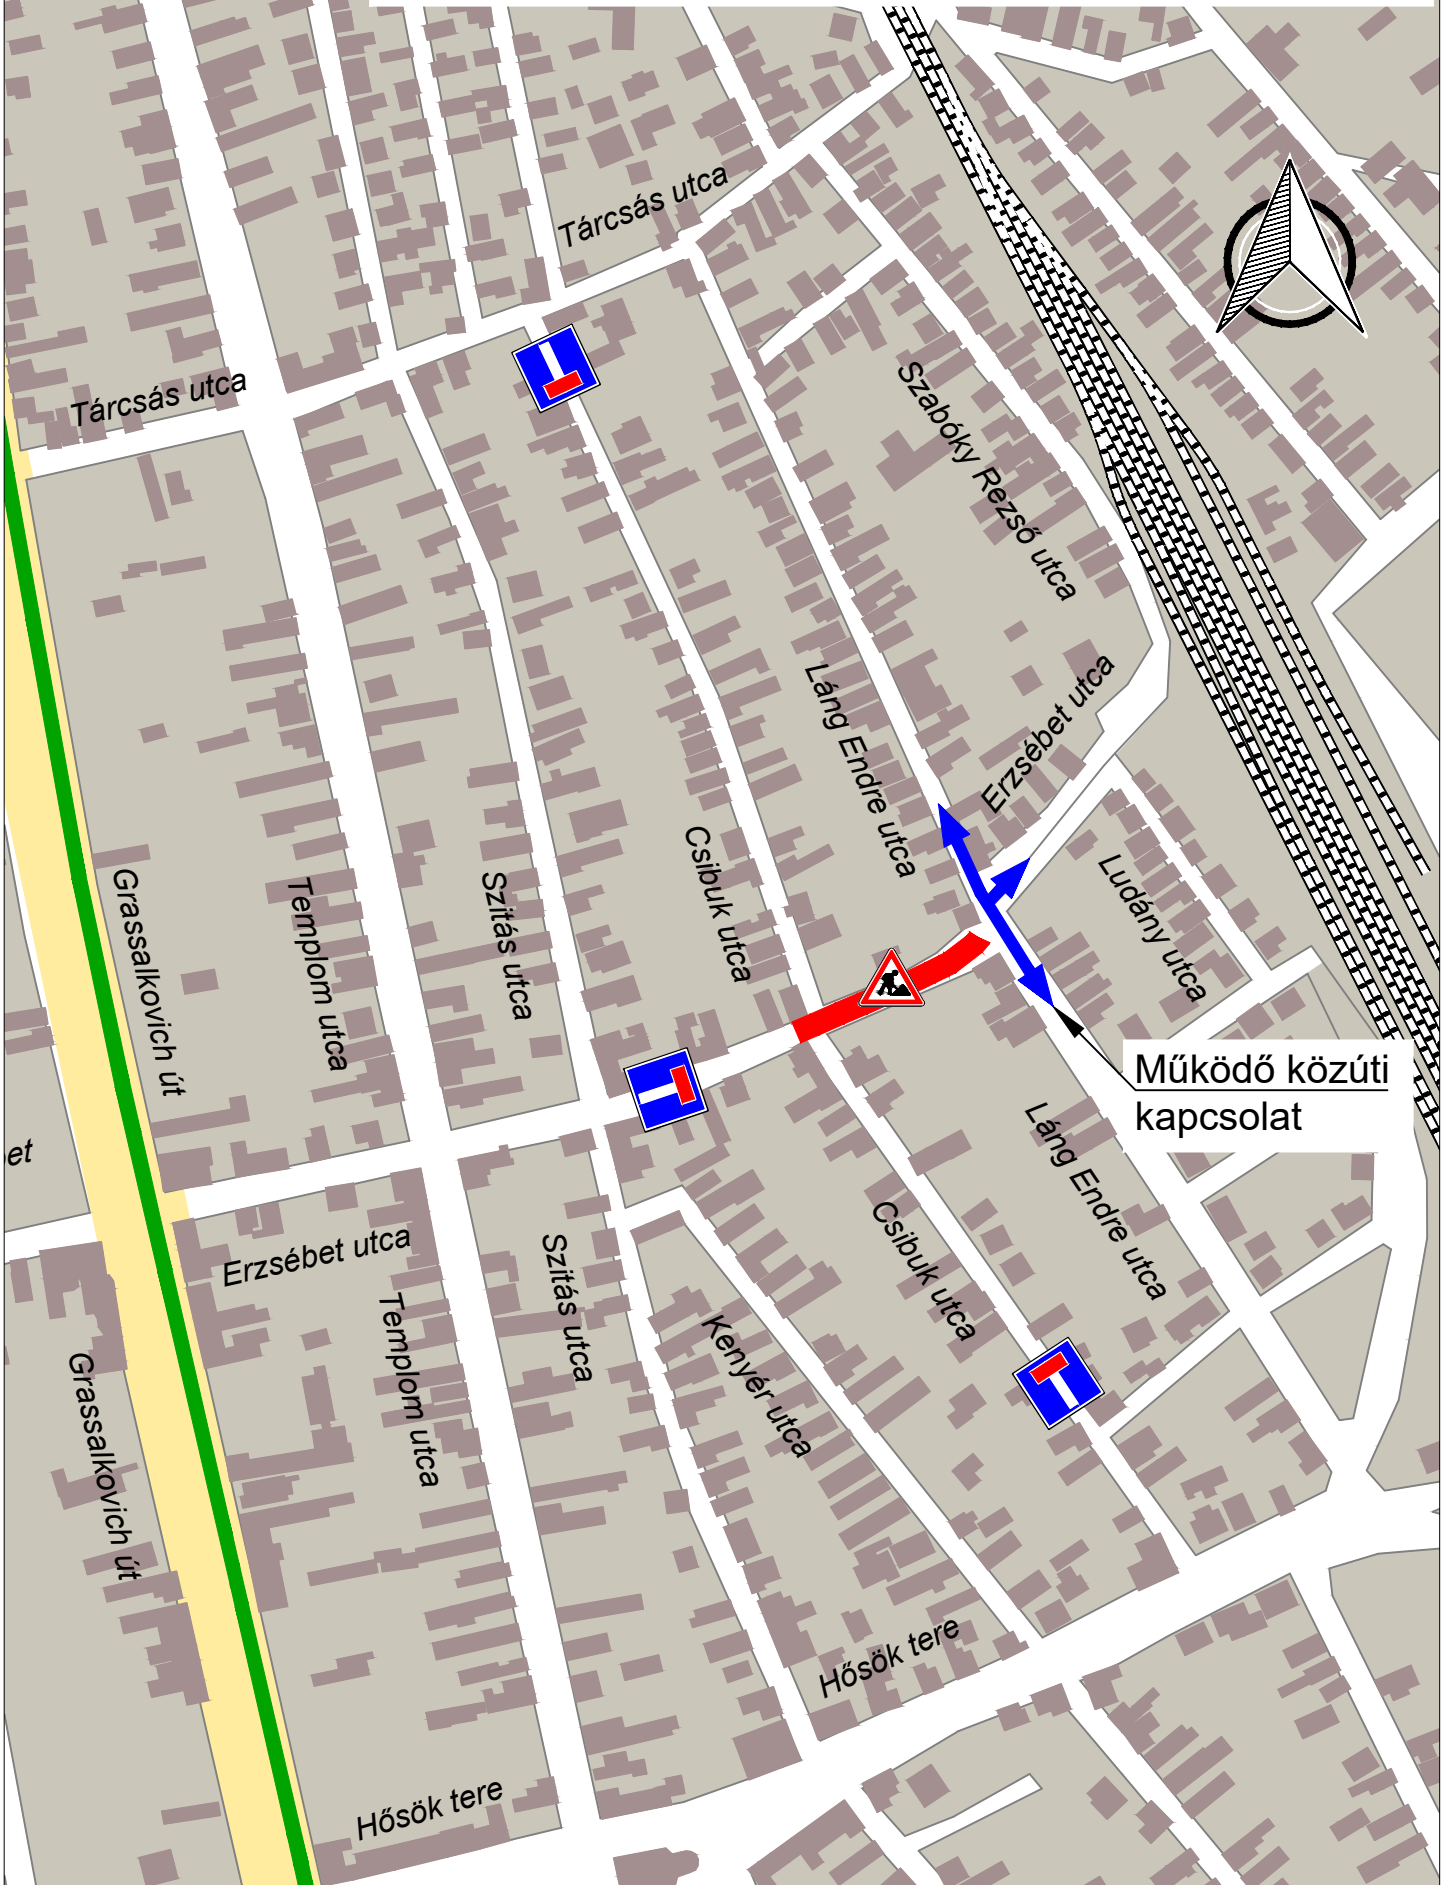 Tárcsás utca
Tárcsás utca
Szabóky Rezső utca
Erzsébet utca
Láng Endre utca
Csibuk utca
Szitás utca
Templom utca
Grassalkovich út
Ludány utca
Működő közúti
kapcsolat
et
Erzsébet utca
Láng Endre utca
Csibuk utca
Szitás utca
Templom utca
Kenyér utca
Grassalkovich út
Hősök tere
Hősök tere